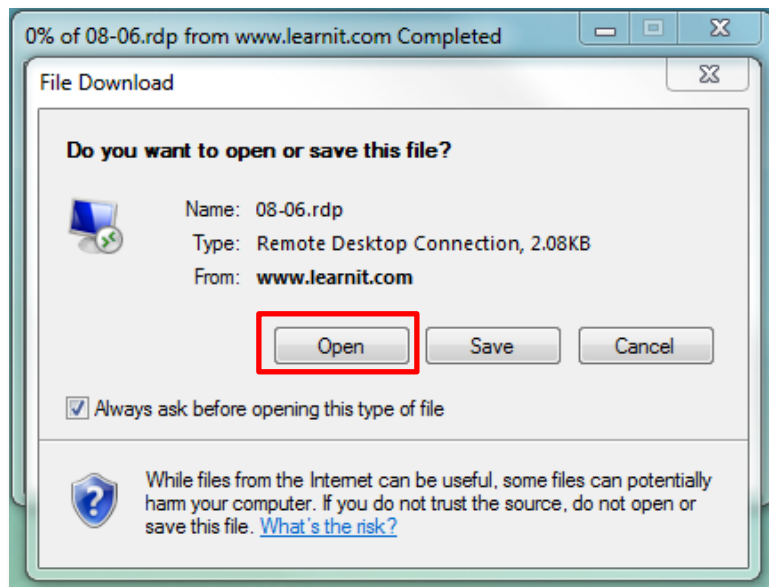 0% of 08-06.rdp from www.learnit.com Completed
File Download
Do you want to open or save this file?
Name: 08-06.rdp
Type: Remote Desktop Connection, 2.08KB
From: www.learnit.com
Open Save Cancel
Always ask before opening this type of file
While files from the Internet can be useful, some files can potentially
harm your computer. If you do not trust the source, do not open or
save this file. What's the risk?